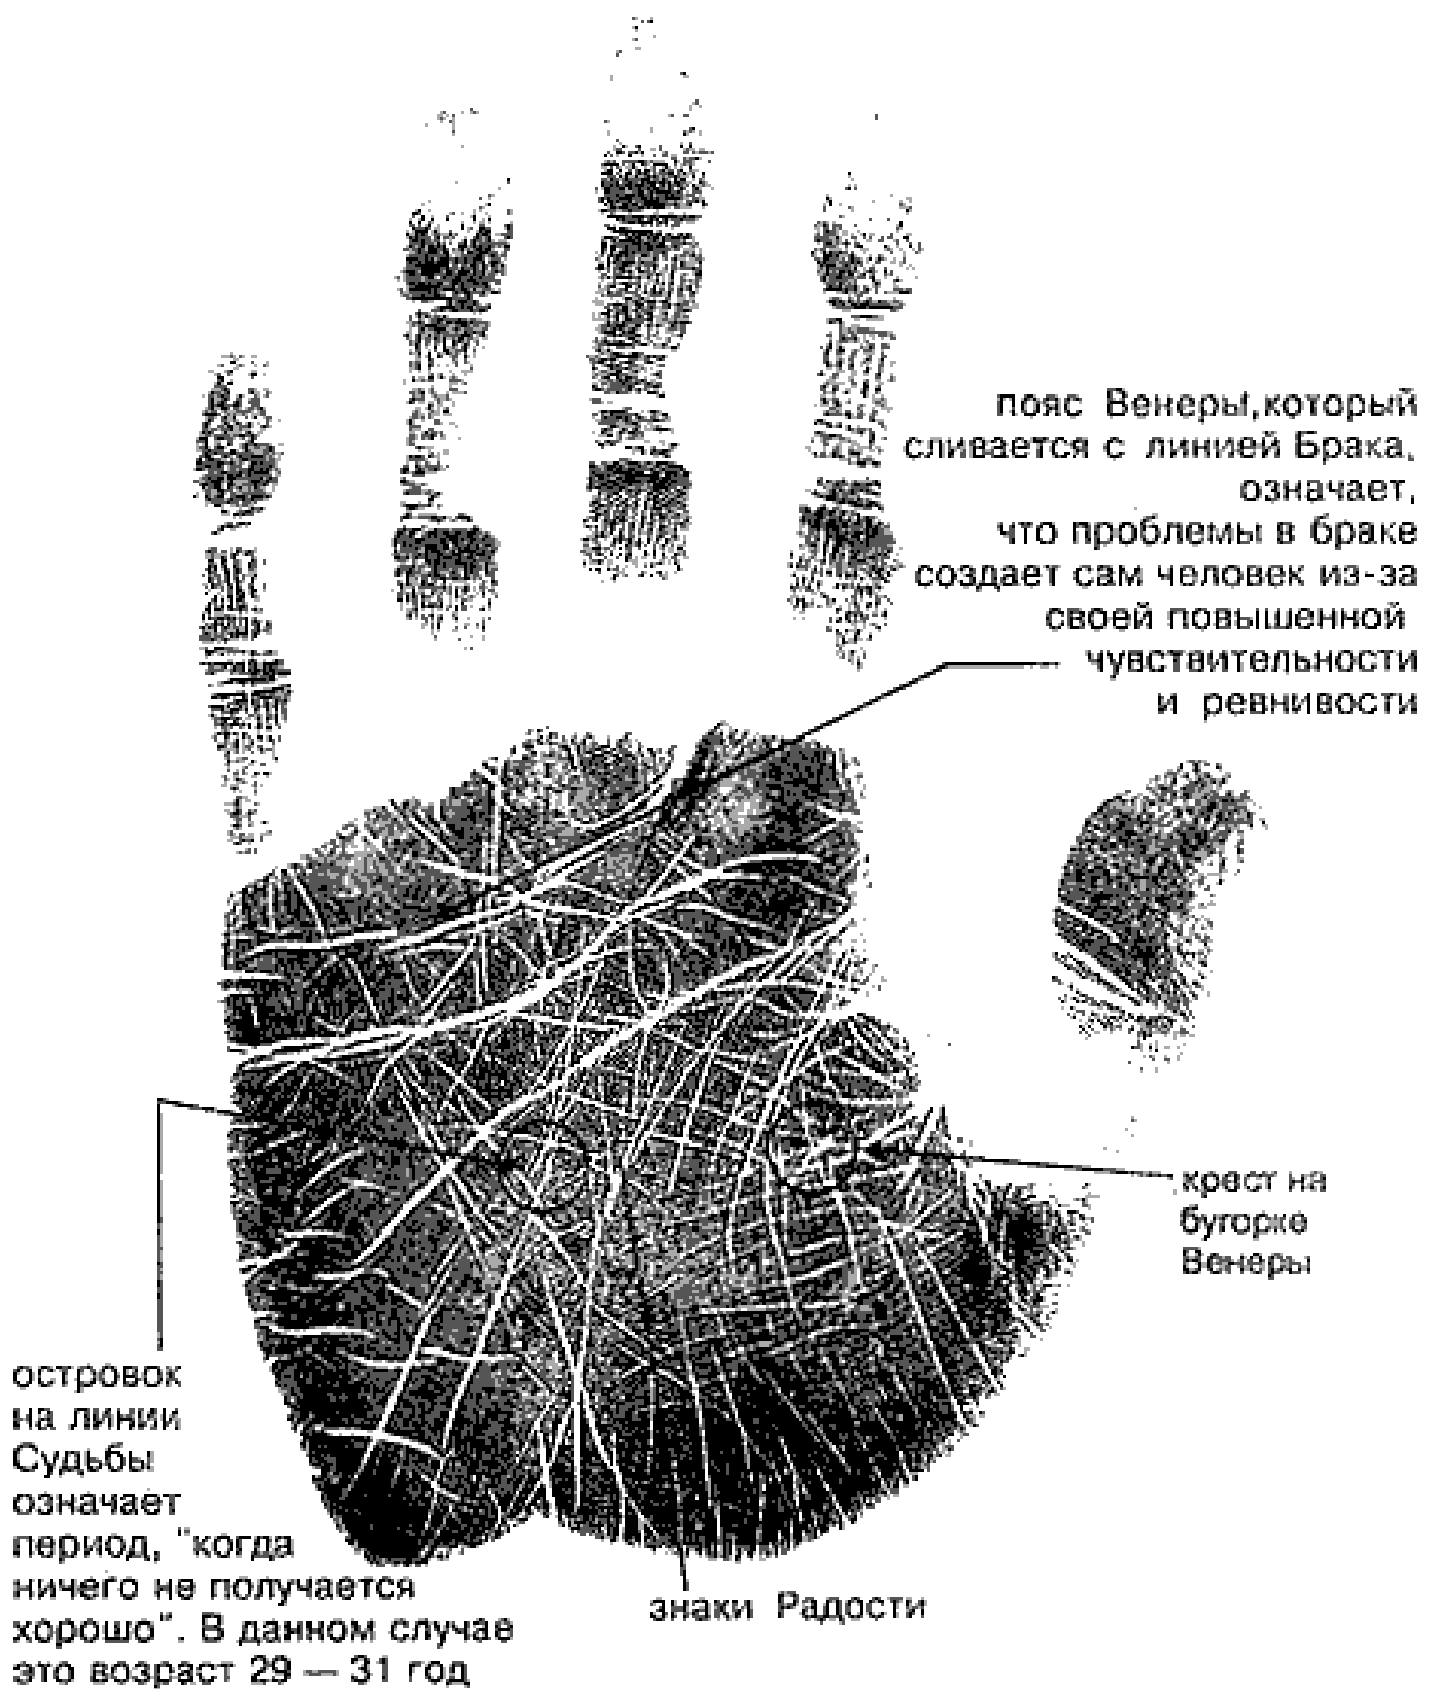 пояс Венеры,который
сливается с линией Брака,
означает,
что проблемы в браке
создает сам человек из-за
своей повышенной
чувствительности
и ревнивости
крест на
бугорке
Венеры
островок
на линии
Судьбы
означает
период, "когда
ничего не получается
хорошо". В данном случае
это возраст 29 — 31 год
знаки Радости